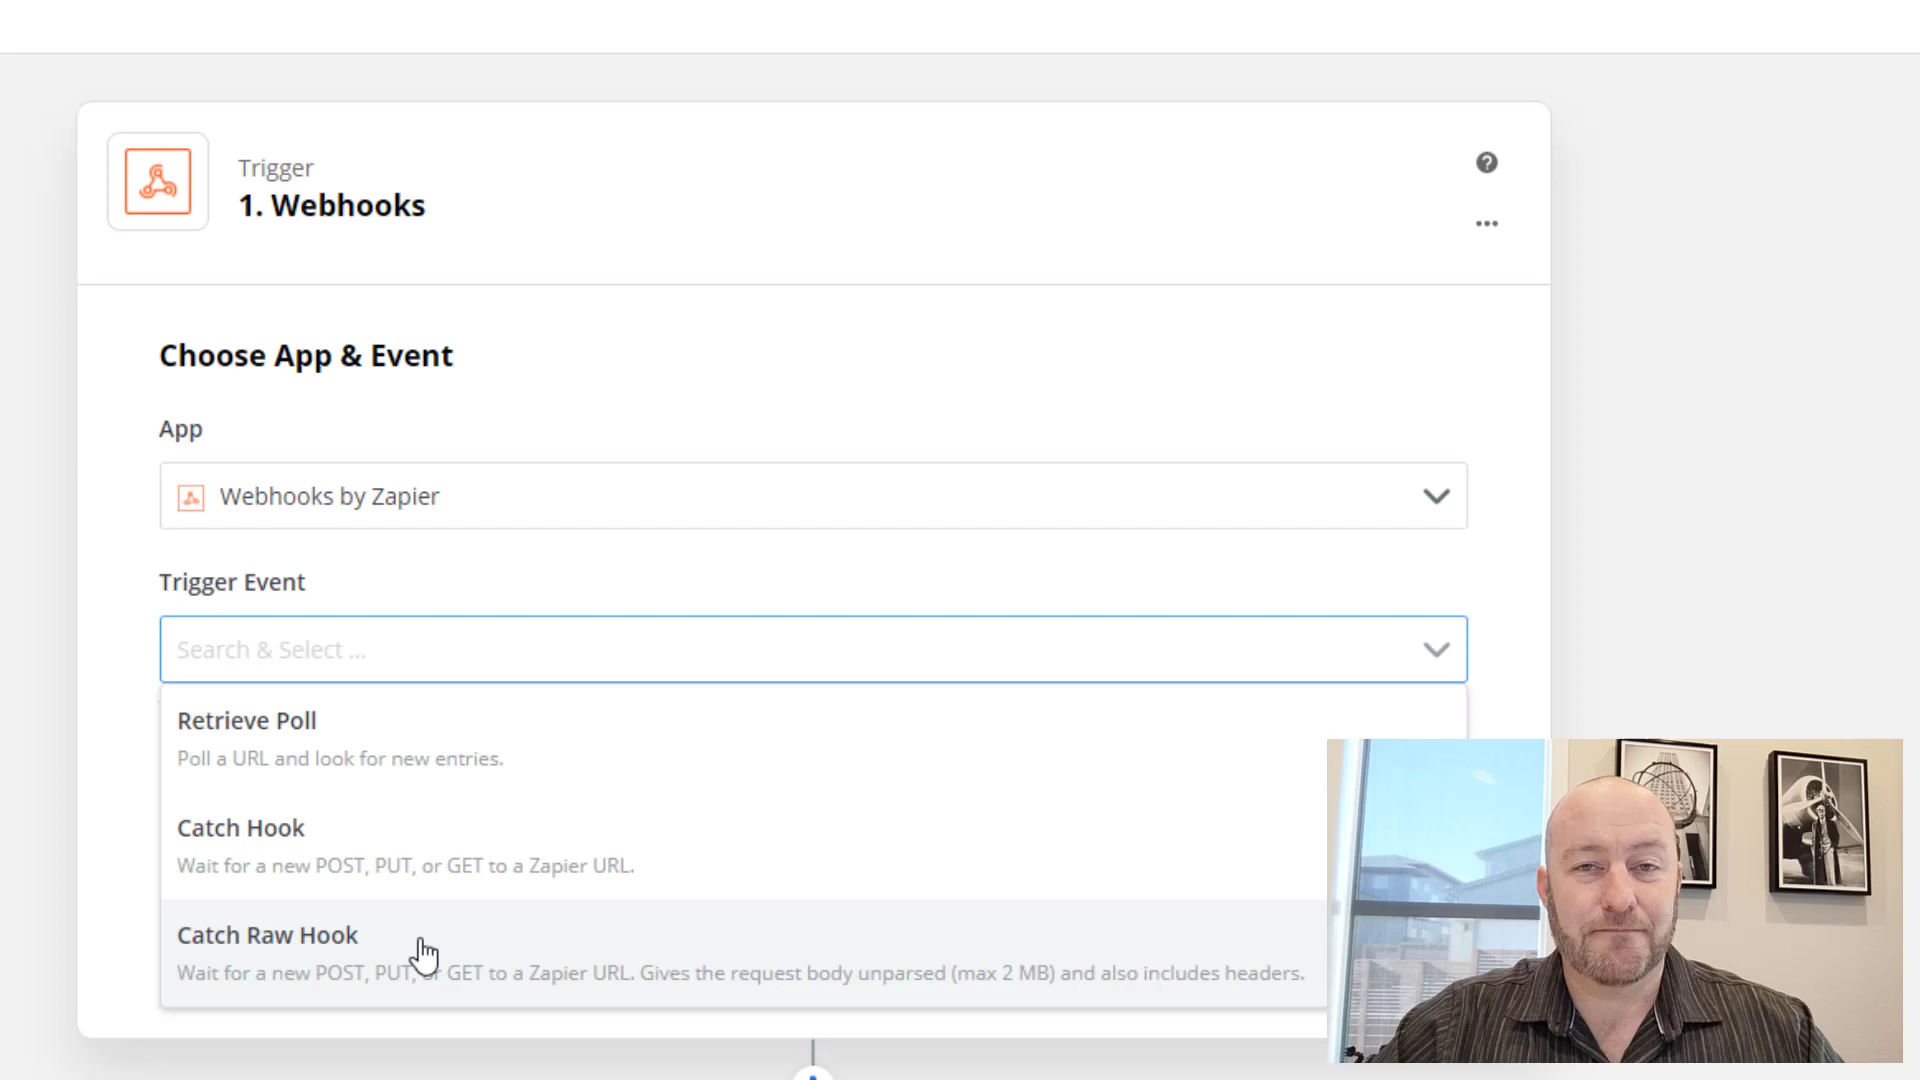 Trigger
1. Webhooks
Choose App & Event
App
Webhooks by Zapier
Trigger Event
Search & Select ...
Retrieve Poll
Poll a URL and look for new entries.
Catch Hook
Wait for a new POST, PUT, or GET to a Zapier URL.
Catch Raw Hook
Wait for a new POST, PUT, or GET to a Zapier URL. Gives the request body unparsed (max 2 MB) and also includes headers.